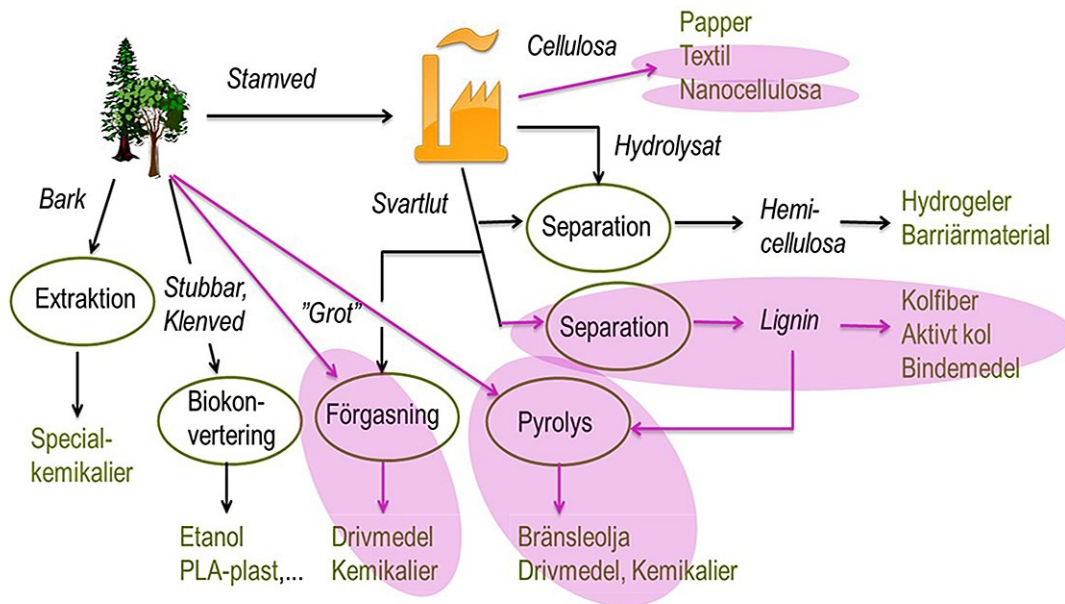 Papper
Cellulosa
Textil
Stamved
Nanocellulosa
Hydrolysat
Bark
Svartlut
Separation
Hemi-
cellulosa
Hydrogeler
Barriärmaterial
Extraktion
Stubbar,
Klenved
"Grot"
Separation
Lignin
Kolfiber
Aktivt kol
Bindemedel
Biokon-
vertering
Förgasning
Pyrolys
Special-
kemikalier
Etanol
PLA-plast,...
Drivmedel
Kemikalier
Bränsleolja
Drivmedel, Kemikalier